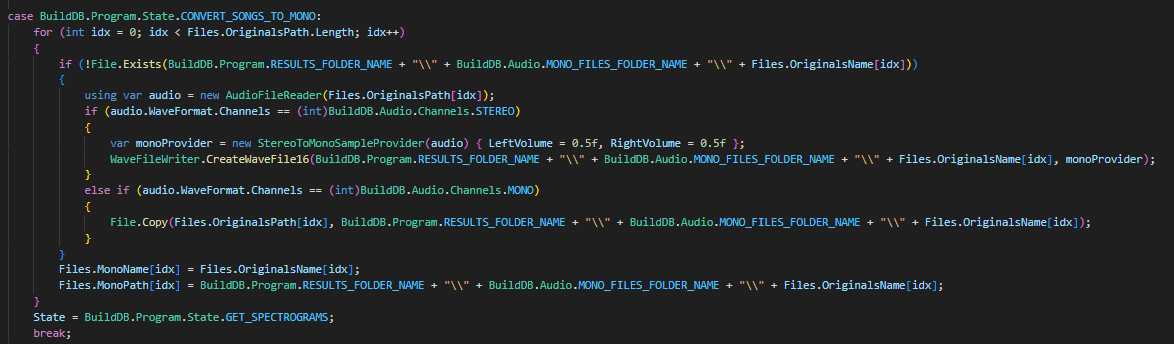 case BuildDB.Program.State.CONVERT_SONGS_TO_MONO:
    for (int idx = 0; idx < Files.OriginalsPath.Length; idx++)
    {
        if (!File.Exists(BuildDB.Program.RESULTS_FOLDER_NAME + "\\" + BuildDB.Audio.MONO_FILES_FOLDER_NAME + "\\" + Files.OriginalsName[idx]))
        {
            using var audio = new AudioFileReader(Files.OriginalsPath[idx]);
            if (audio.WaveFormat.Channels == (int)BuildDB.Audio.Channels.STEREO)
            {
                var monoProvider = new StereoToMonoSampleProvider(audio) { LeftVolume = 0.5f, RightVolume = 0.5f };
                WaveFileWriter.CreateWaveFile16(BuildDB.Program.RESULTS_FOLDER_NAME + "\\" + BuildDB.Audio.MONO_FILES_FOLDER_NAME + "\\" + Files.OriginalsName[idx], monoProvider);
            }
            else if (audio.WaveFormat.Channels == (int)BuildDB.Audio.Channels.MONO)
            {
                File.Copy(Files.OriginalsPath[idx], BuildDB.Program.RESULTS_FOLDER_NAME + "\\" + BuildDB.Audio.MONO_FILES_FOLDER_NAME + "\\" + Files.OriginalsName[idx]);
            }
        }
        Files.MonoName[idx] = Files.OriginalsName[idx];
        Files.MonoPath[idx] = BuildDB.Program.RESULTS_FOLDER_NAME + "\\" + BuildDB.Audio.MONO_FILES_FOLDER_NAME + "\\" + Files.OriginalsName[idx];
    }
    State = BuildDB.Program.State.GET_SPECTROGRAMS;
    break;